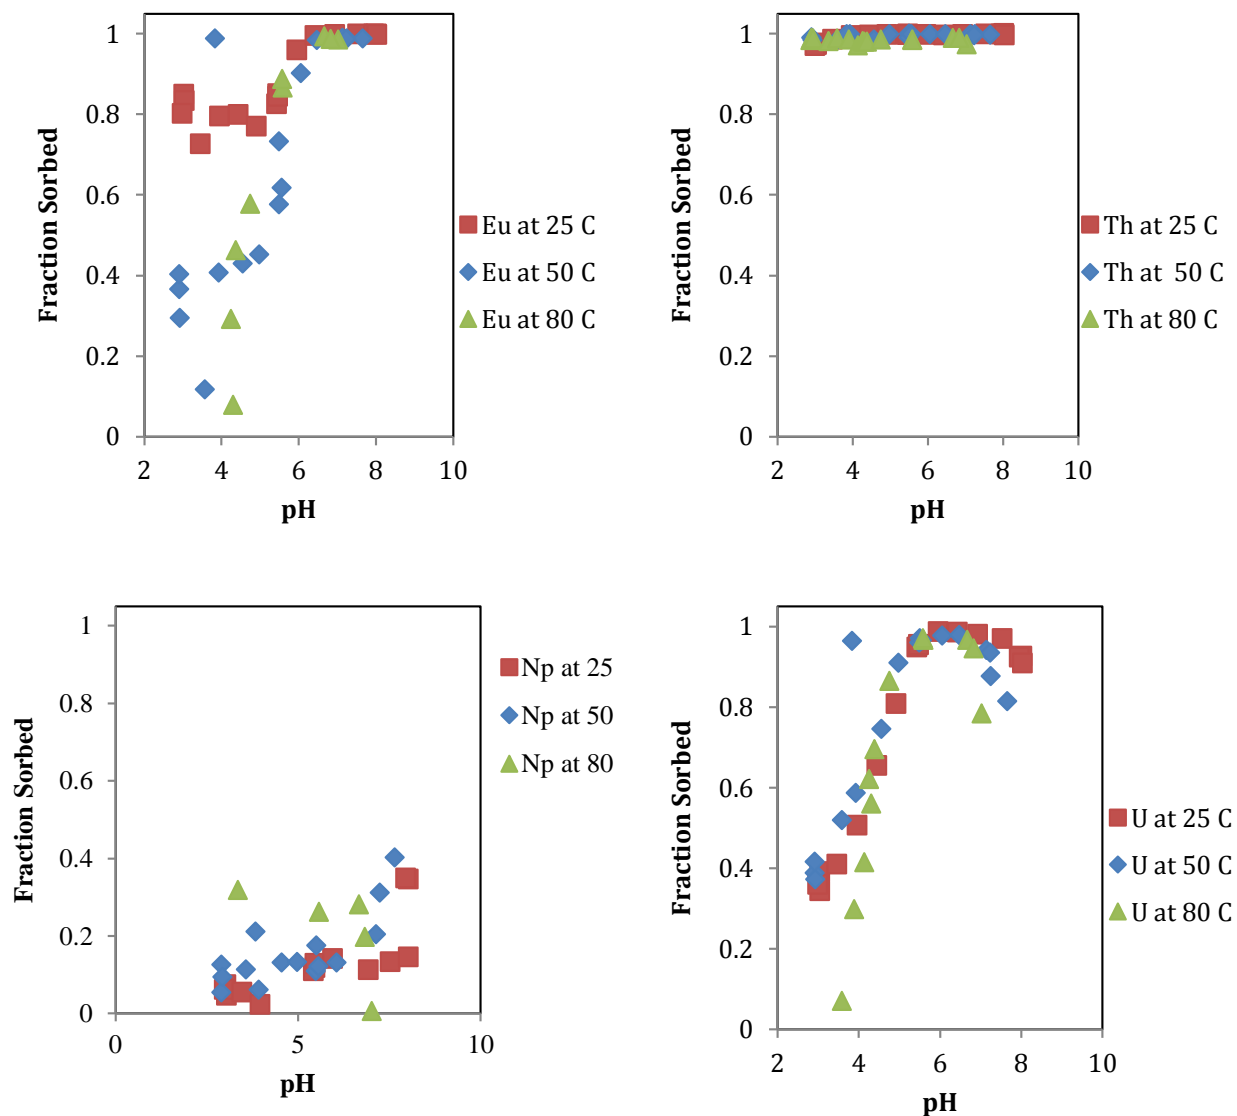 1
0.8
0.6
0.4
0.2
0
2 4 6 8 10
Fraction Sorbed
pH
Eu at 25 C
Eu at 50 C
Eu at 80 C
1
0.8
0.6
0.4
0.2
0
2 4 6 8 10
Fraction Sorbed
pH
Th at 25 C
Th at  50 C
Th at 80 C
1
0.8
0.6
0.4
0.2
0
0 5 10
Fraction Sorbed
pH
Np at 25
Np at 50
Np at 80
1
0.8
0.6
0.4
0.2
0
2 4 6 8 10
Fraction Sorbed
pH
U at 25 C
U at 50 C
U at 80 C